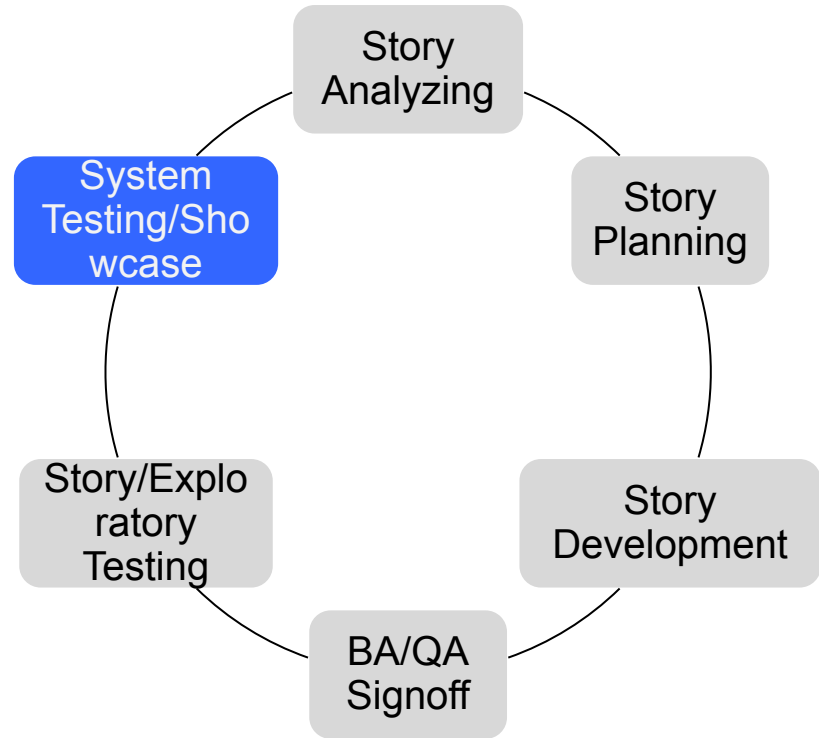 Story
Analyzing
System
Testing/Sho
wcase
Story
Planning
Story/Explo
ratory
Testing
Story
Development
BA/QA
Signoff